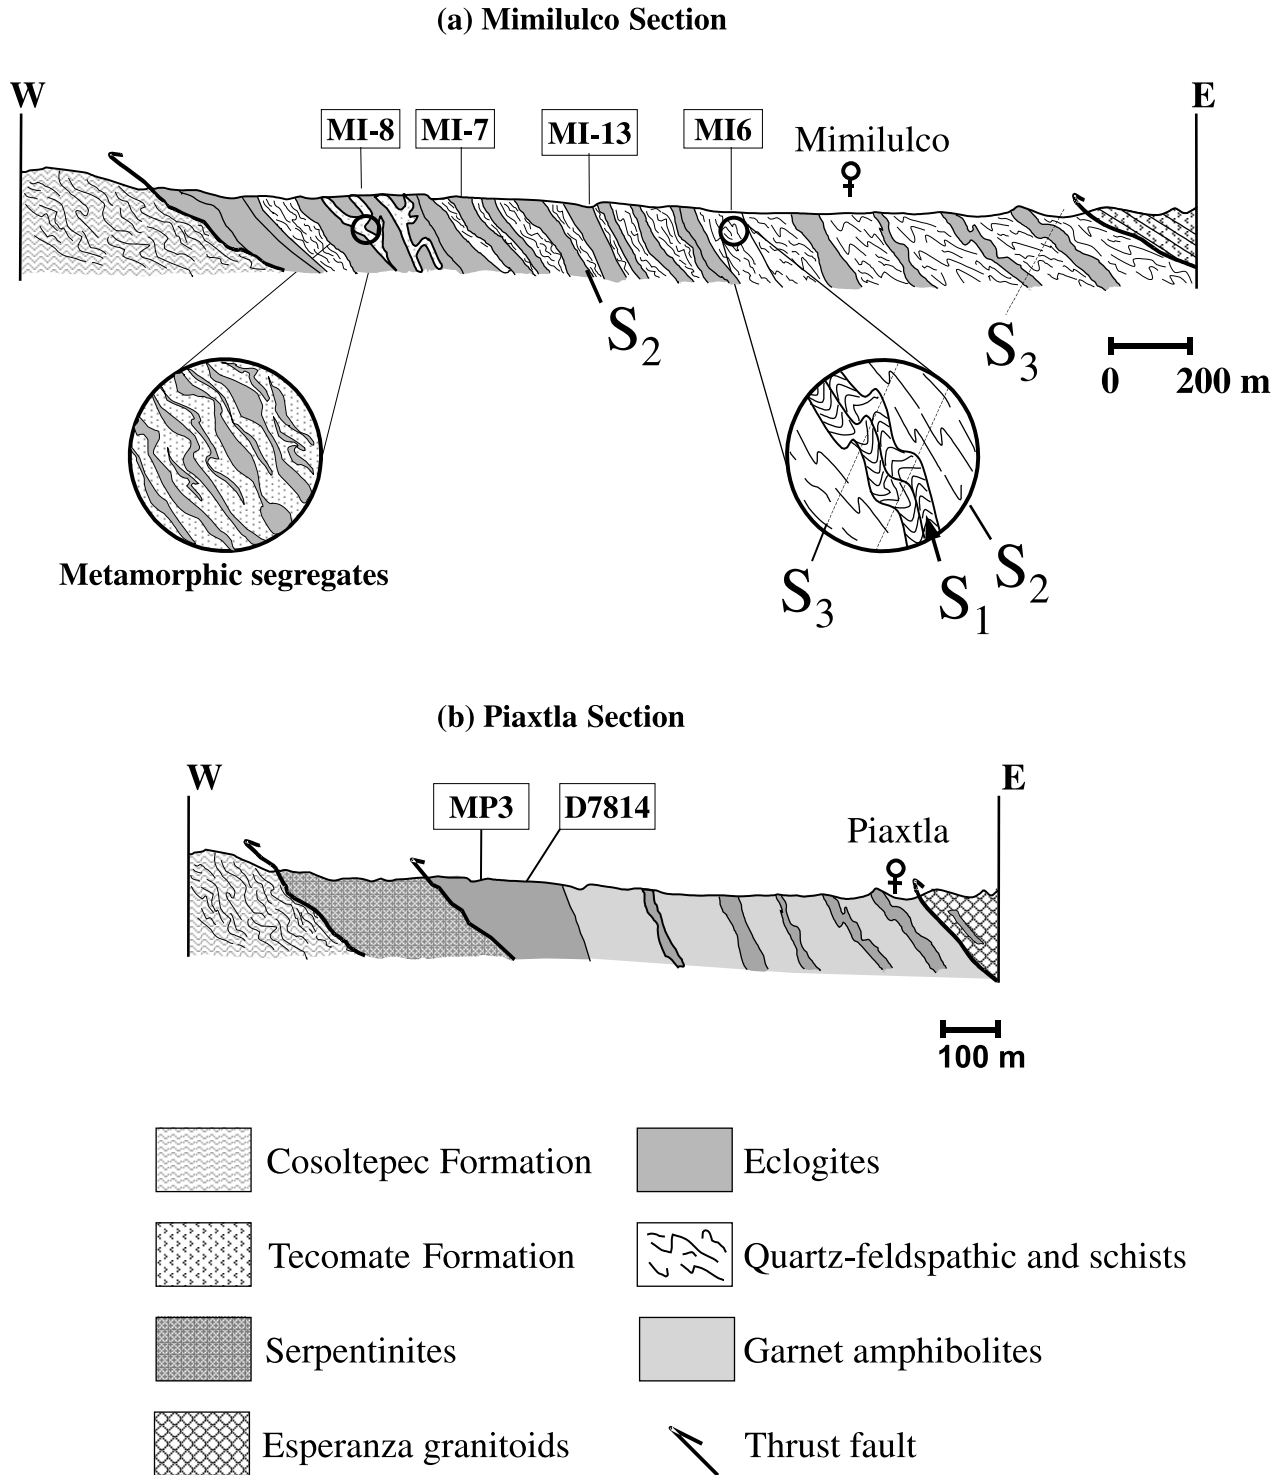 (a) Mimilulco Section
W
E
MI-8
MI-7
MI-13
MI6
Mimilulco
S2
S3
0 200 m
Metamorphic segregates
S3
S1
S2
(b) Piaxtla Section
W
E
MP3
D7814
Piaxtla
100 m
Cosoltepec Formation
Eclogites
Tecomate Formation
Quartz-feldspathic and schists
Serpentinites
Garnet amphibolites
Esperanza granitoids
Thrust fault